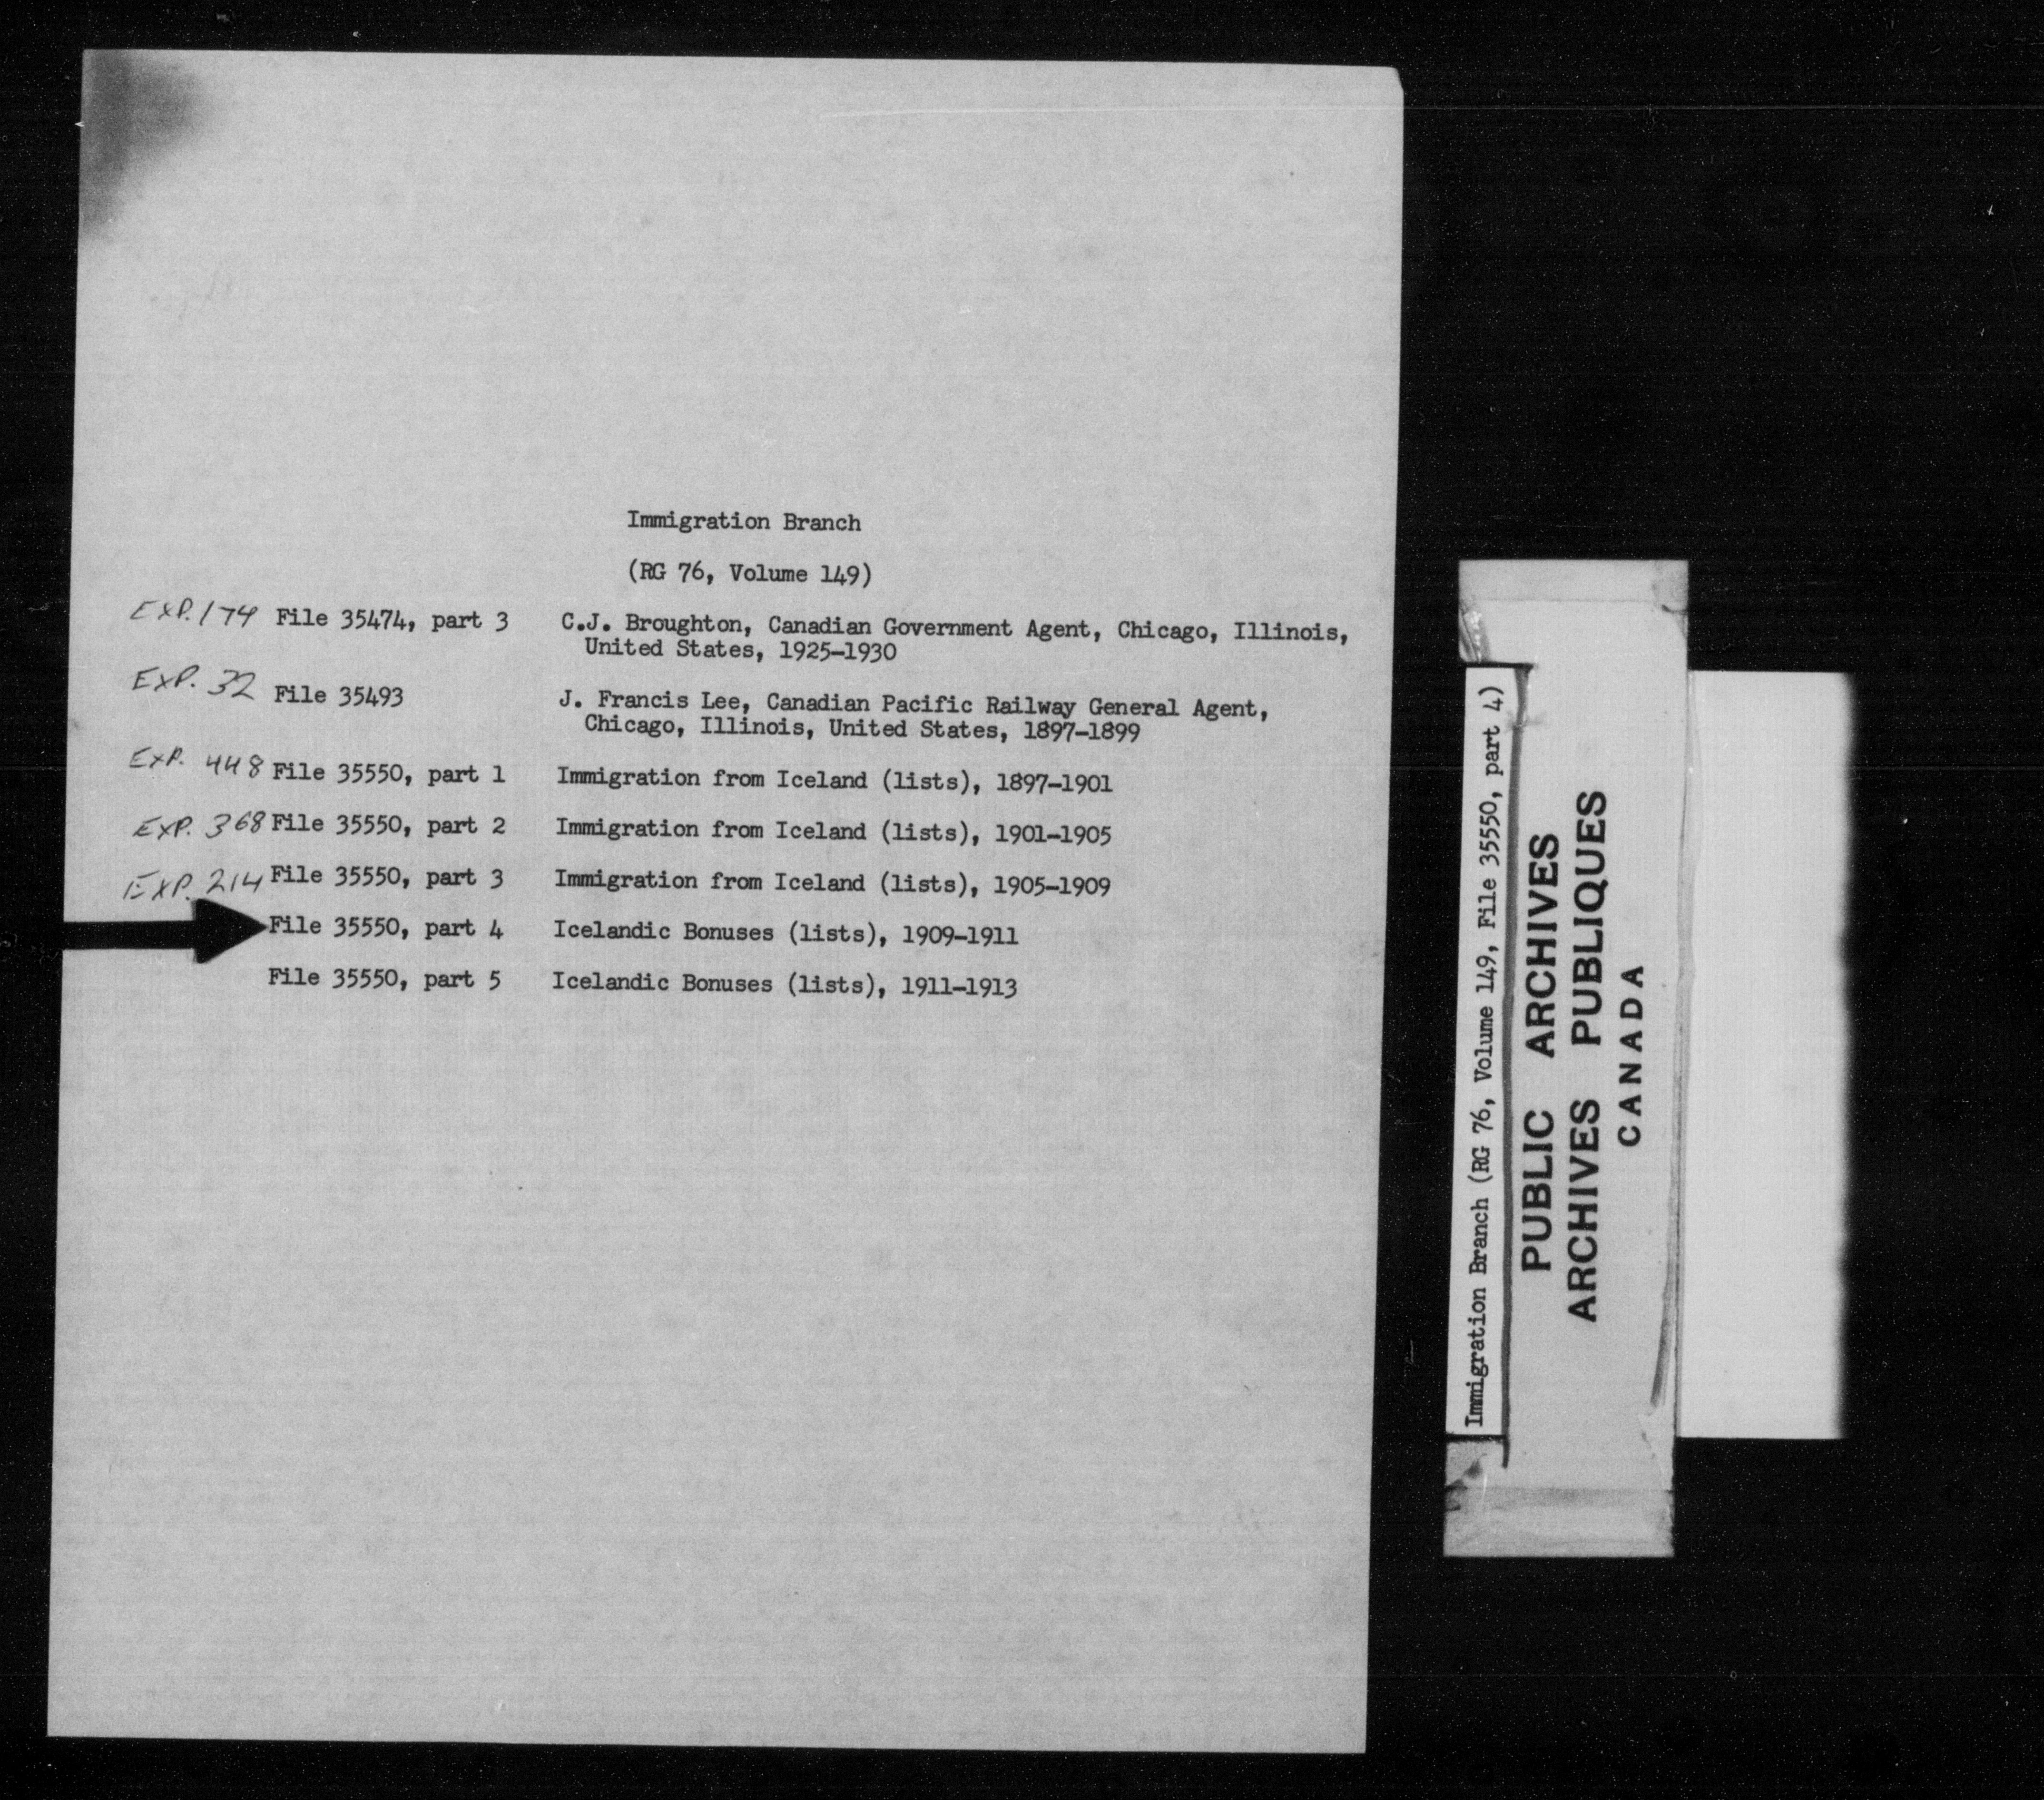 Immigration Branch
(RG 76, Volume 149)
EXP. 174 File 35474, part 3 C.J. Broughton, Canadian Government Agent, Chicago, Illinois,
United States, 1925-1930
EXP. 32 File 35493 J. Francis Lee, Canadian Pacific Railway General Agent,
Chicago, Illinois, United States, 1897-1899
EXP. 448 File 35550, part 1 Immigration from Iceland (lists), 1897-1901
EXP. 368 File 35550, part 2 Immigration from Iceland (lists), 1901-1905
EXP. 214 File 35550, part 3 Immigration from Iceland (lists), 1905-1909
File 35550, part 4 Icelandic Bonuses (lists), 1909-1911
File 35550, part 5 Icelandic Bonuses (lists), 1911-1913
Immigration Branch (RG 76, Volume 149, File 35550, part 4)
PUBLIC ARCHIVES
ARCHIVES PUBLIQUES
CANADA